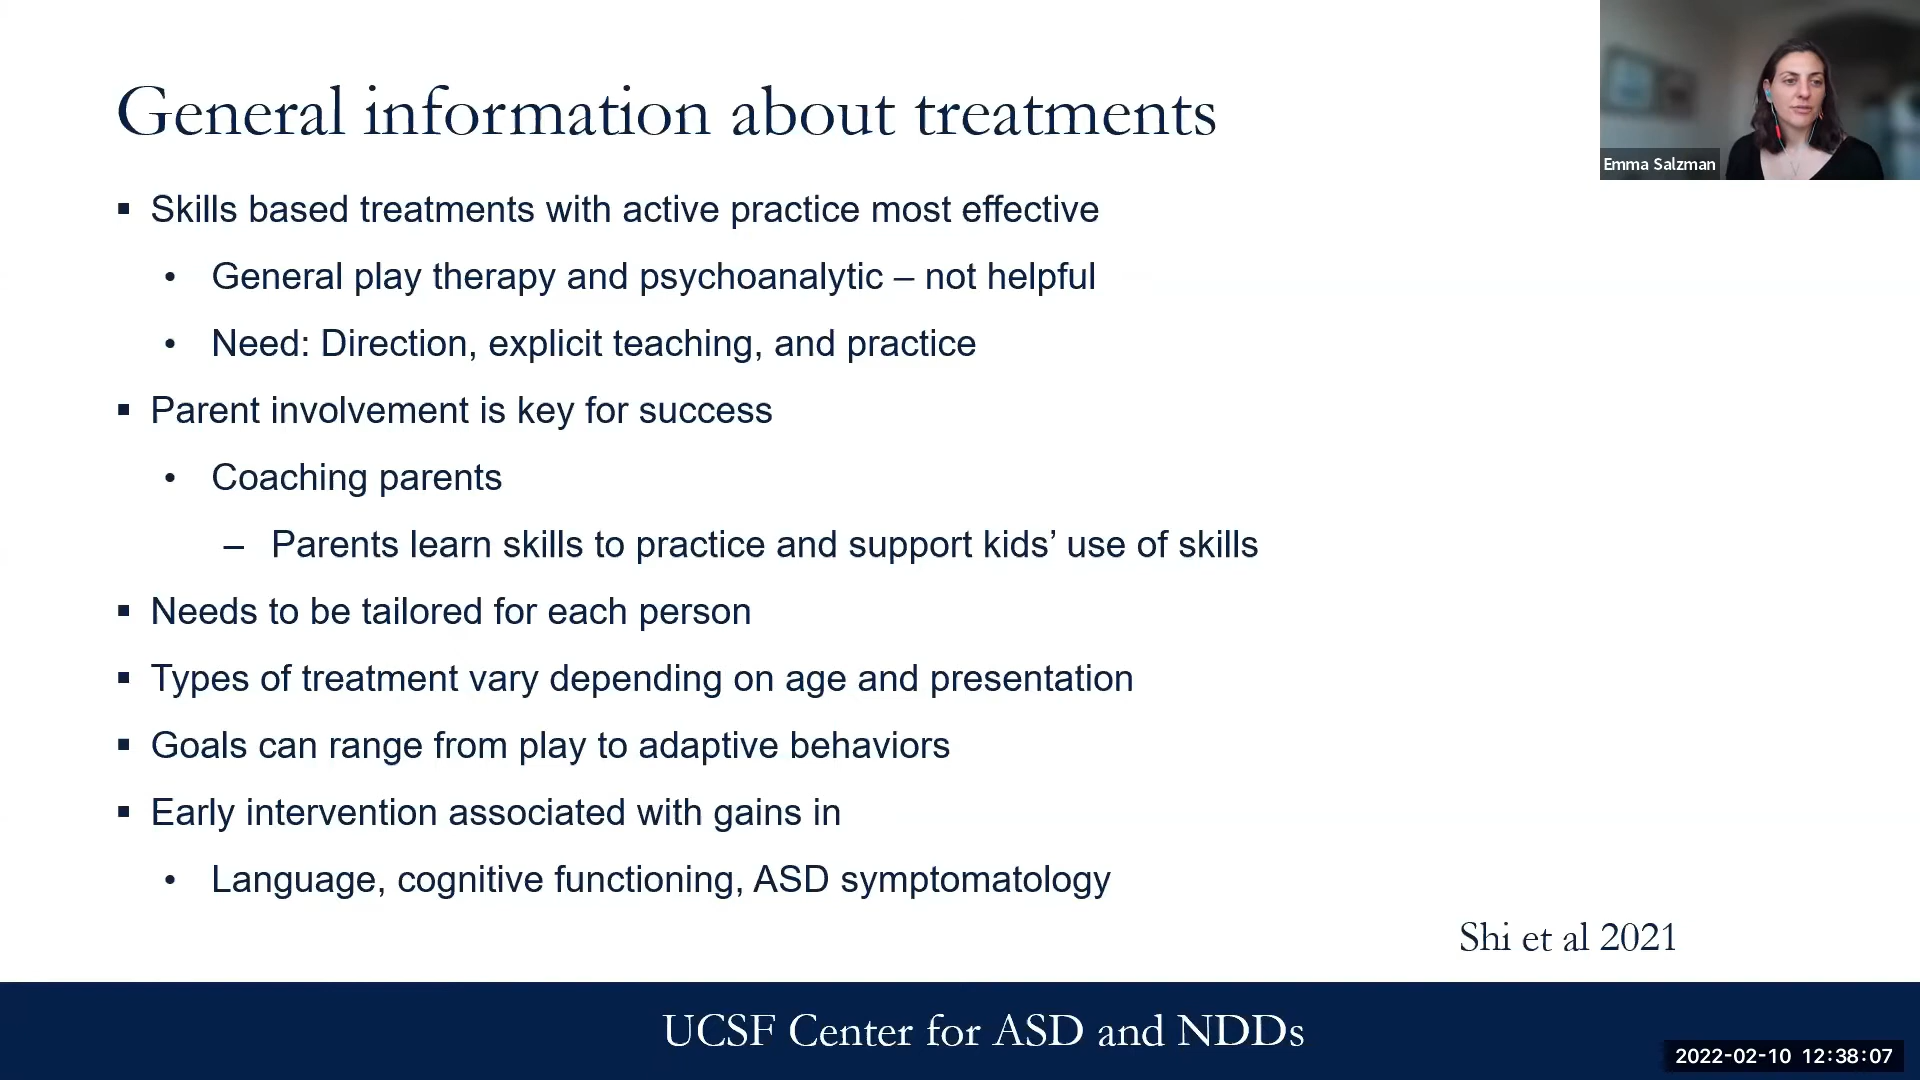 General information about treatments
Emma Salzman
▪ Skills based treatments with active practice most effective
• General play therapy and psychoanalytic – not helpful
• Need: Direction, explicit teaching, and practice
▪ Parent involvement is key for success
• Coaching parents
– Parents learn skills to practice and support kids’ use of skills
▪ Needs to be tailored for each person
▪ Types of treatment vary depending on age and presentation
▪ Goals can range from play to adaptive behaviors
▪ Early intervention associated with gains in
• Language, cognitive functioning, ASD symptomatology
Shi et al 2021
UCSF Center for ASD and NDDs
2022-02-10 12:38:07